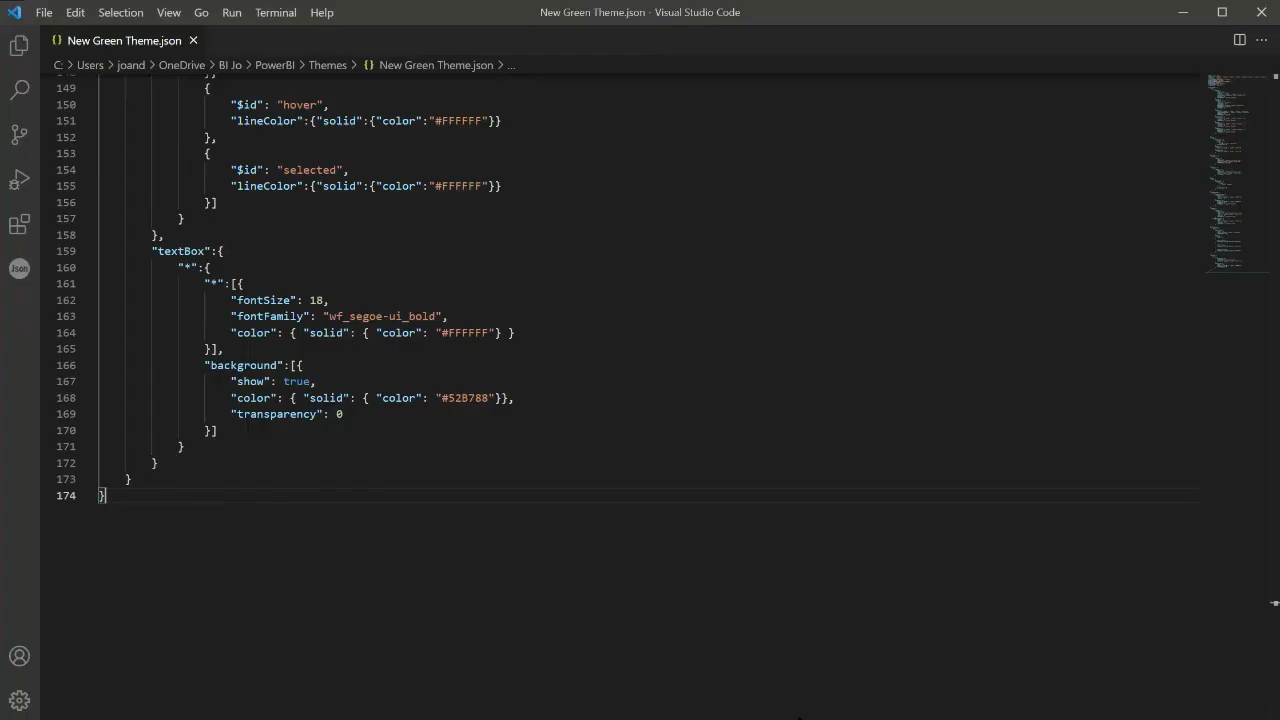 File Edit Selection View Go Run Terminal Help
New Green Theme.json - Visual Studio Code
{} New Green Theme.json ×
C: > Users > joand > OneDrive > BI Jo > PowerBI > Themes > {} New Green Theme.json > ...
149 {
150 "$id": "hover",
151 "lineColor":{"solid":{"color":"#FFFFFF"}}
152 },
153 {
154 "$id": "selected",
155 "lineColor":{"solid":{"color":"#FFFFFF"}}
156 }]
157 }
158 },
159 "textBox":{
160 "*":{
161 "*":[{
162 "fontSize": 18,
163 "fontFamily": "wf_segoe-ui_bold",
164 "color": { "solid": { "color": "#FFFFFF"} }
165 }],
166 "background":[{
167 "show": true,
168 "color": { "solid": { "color": "#52B788"}},
169 "transparency": 0
170 }]
171 }
172 }
173 }
174 }
Json